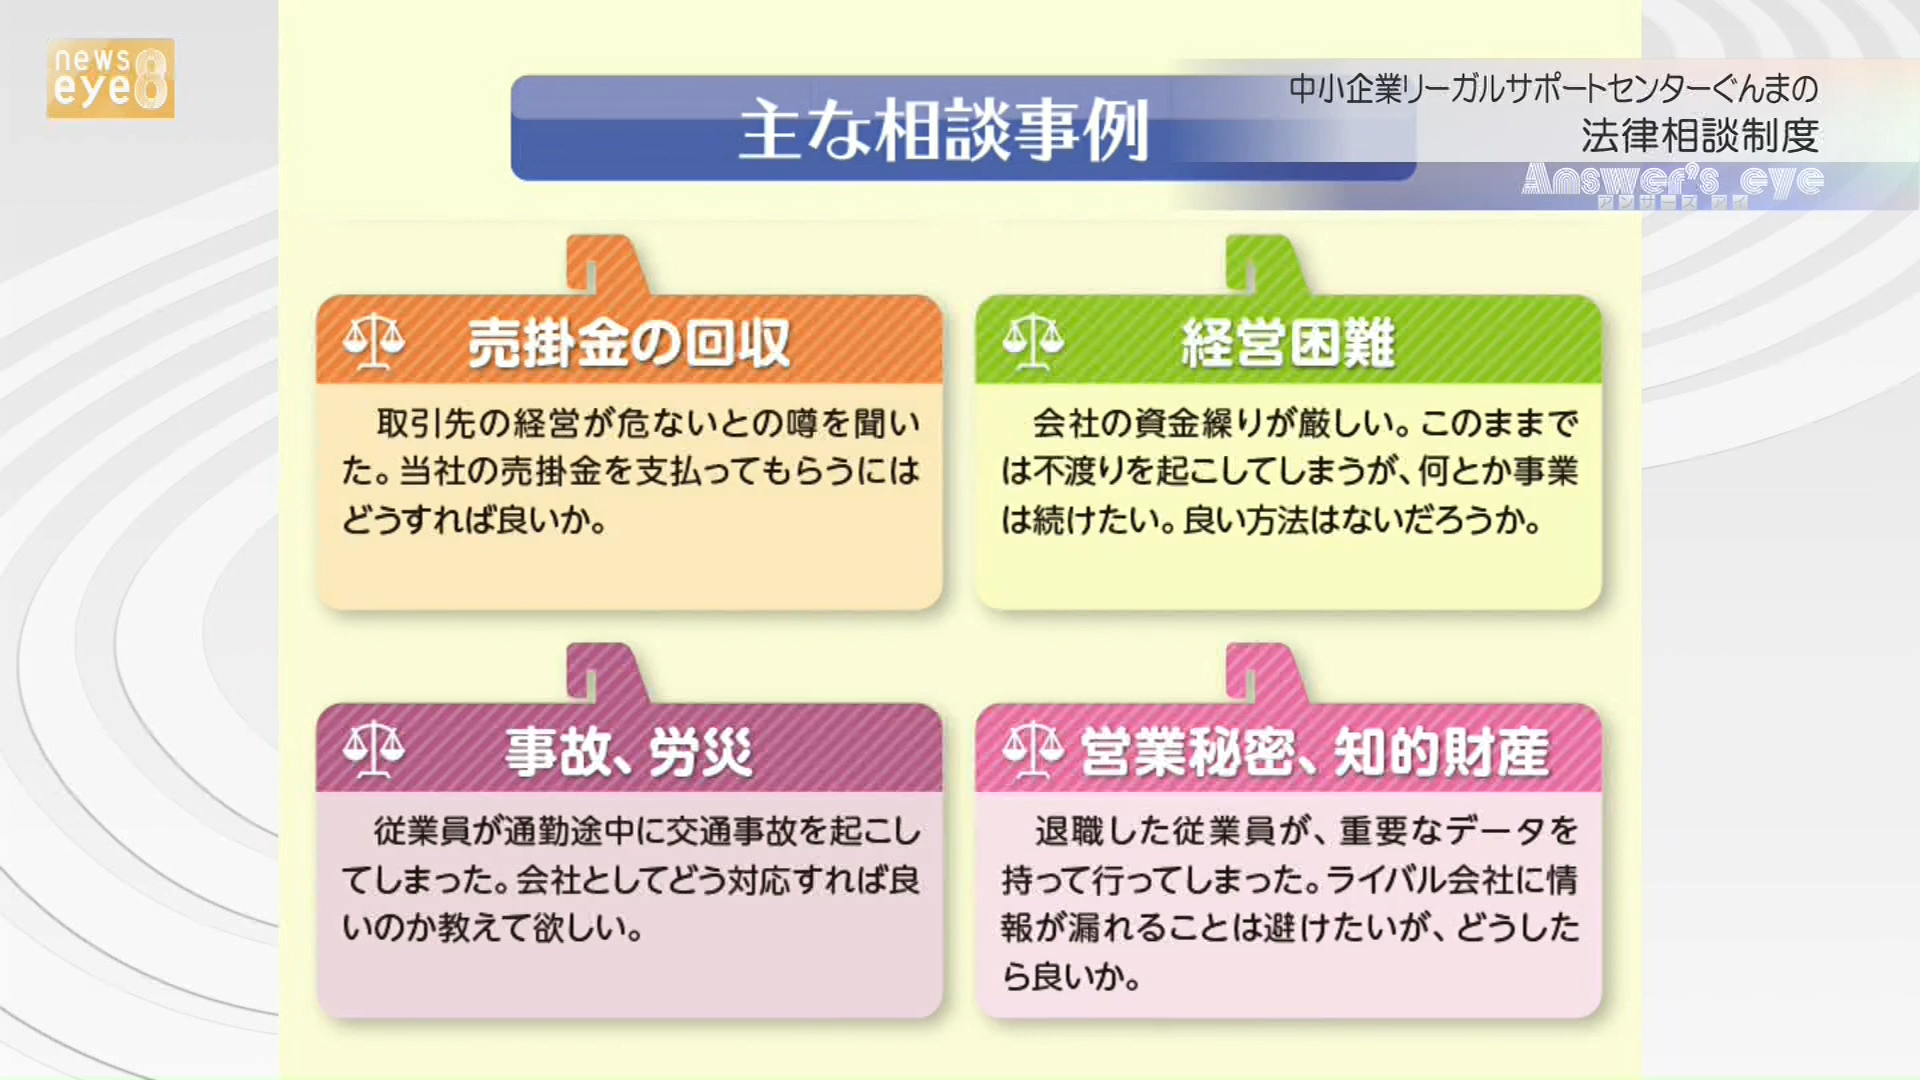 news
eye8
中小企業リーガルサポートセンターぐんまの
法律相談制度
Answer's eye
アンサーズ アイ
主な相談事例
売掛金の回収
取引先の経営が危ないとの噂を聞い
た。当社の売掛金を支払ってもらうには
どうすれば良いか。
経営困難
会社の資金繰りが厳しい。このままで
は不渡りを起こしてしまうが、何とか事業
は続けたい。良い方法はないだろうか。
事故、労災
従業員が通勤途中に交通事故を起こし
てしまった。会社としてどう対応すれば良
いのか教えて欲しい。
営業秘密、知的財産
退職した従業員が、重要なデータを
持って行ってしまった。ライバル会社に情
報が漏れることは避けたいが、どうした
ら良いか。